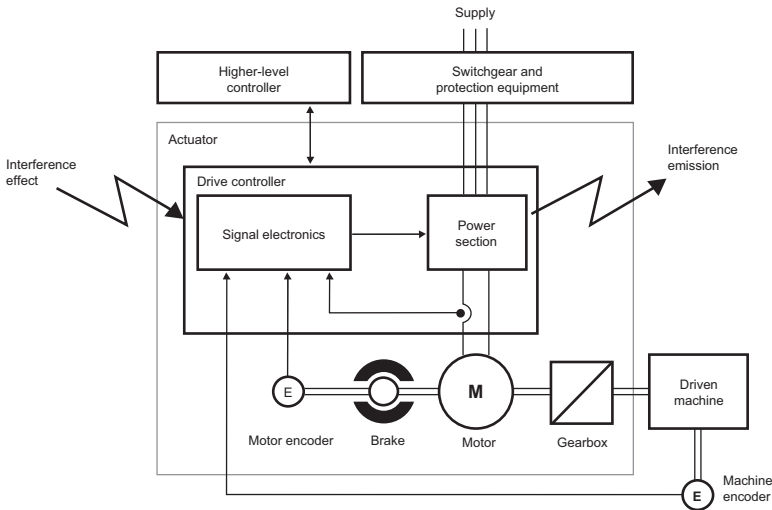 Supply
Higher-level
controller
Switchgear and
protection equipment
Actuator
Interference
effect
Interference
emission
Drive controller
Signal electronics
Power
section
E
M
Driven
machine
Motor encoder
Brake
Motor
Gearbox
E
Machine
encoder